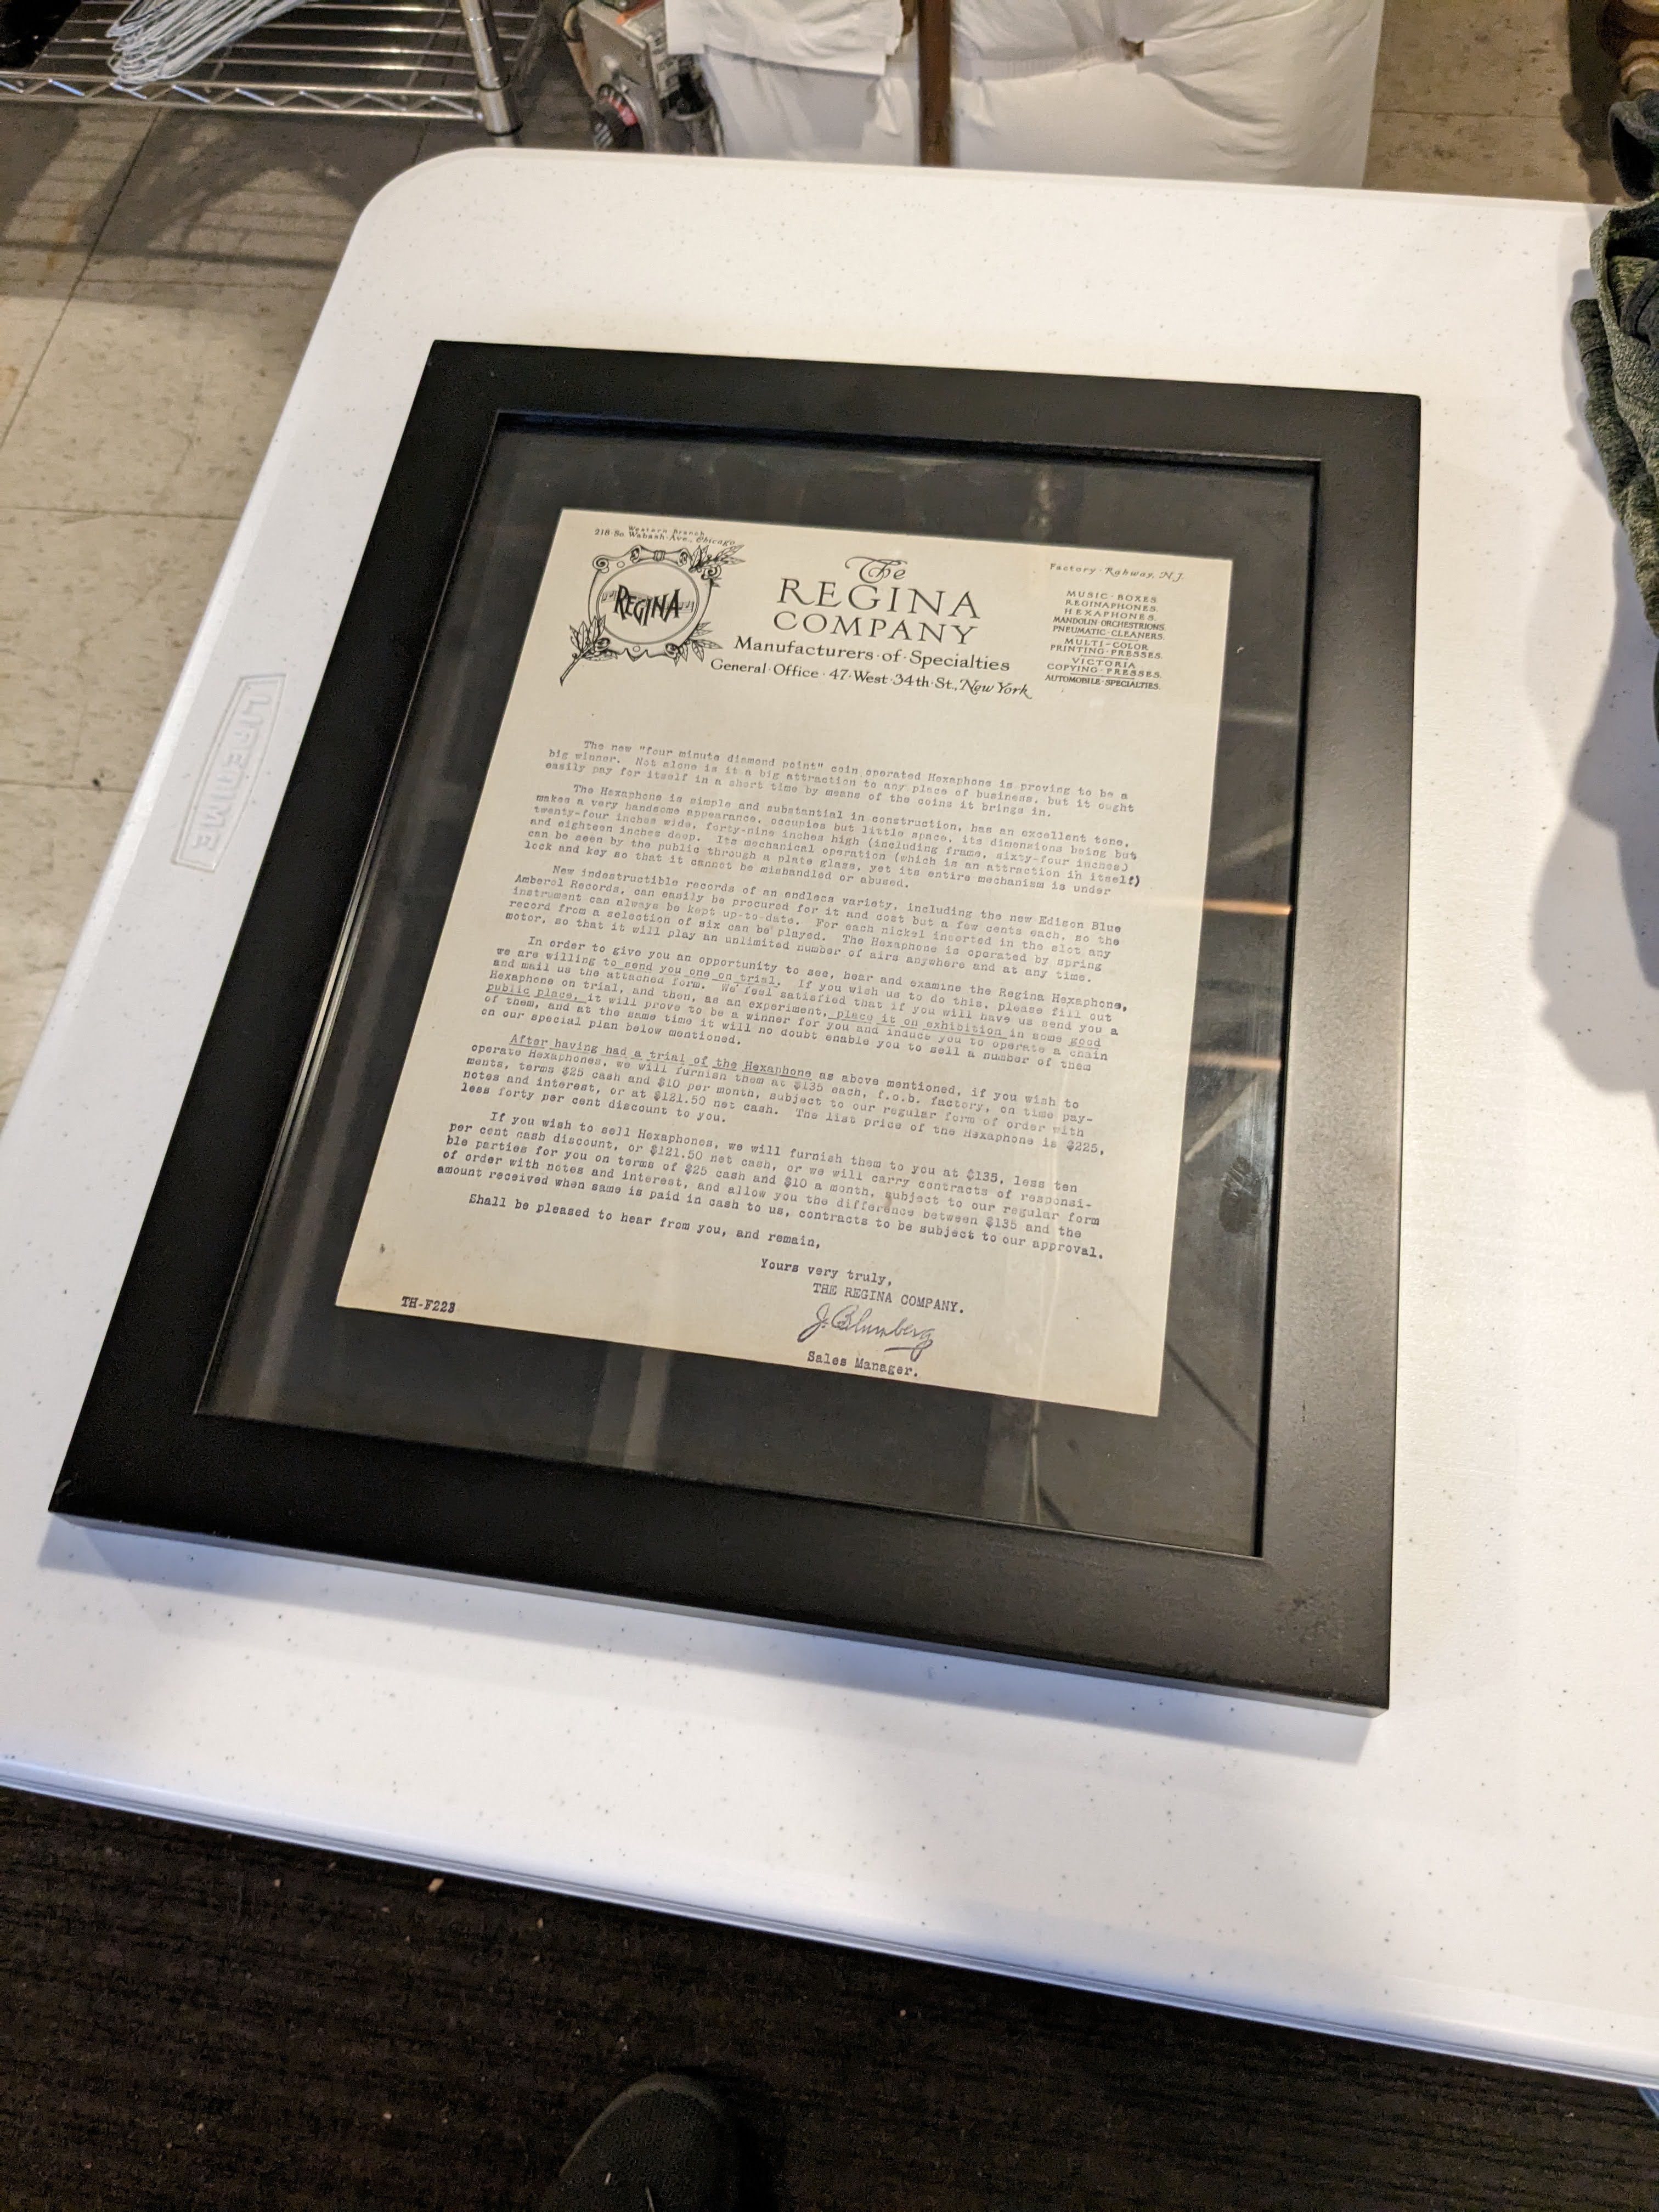 Western Branch
218 So. Wabash Ave., Chicago
REGINA
The
REGINA
COMPANY
Manufacturers of Specialties
General Office · 47 West 34th St., New York
Factory · Rahway, N.J.
MUSIC · BOXES.
REGINAPHONES.
HEXAPHONES.
MANDOLIN ORCHESTRIONS.
PNEUMATIC · CLEANERS.
MULTI-COLOR
PRINTING · PRESSES.
VICTORIA
COPYING · PRESSES.
AUTOMOBILE · SPECIALTIES.
The new "four minute diamond point" coin operated Hexaphone is proving to be a
big winner. Not alone is it a big attraction to any place of business, but it ought
easily pay for itself in a short time by means of the coins it brings in.
The Hexaphone is simple and substantial in construction, has an excellent tone,
makes a very handsome appearance, occupies but little space, its dimensions being but
twenty-four inches wide, forty-nine inches high (including frame, sixty-four inches)
and eighteen inches deep. Its mechanical operation (which is an attraction in itself)
can be seen by the public through a plate glass, yet its entire mechanism is under
lock and key so that it cannot be mishandled or abused.
New indestructible records of an endless variety, including the new Edison Blue
Amberol Records, can easily be procured for it and cost but a few cents each, so the
instrument can always be kept up-to-date. For each nickel inserted in the slot any
record from a selection of six can be played. The Hexaphone is operated by spring
motor, so that it will play an unlimited number of airs anywhere and at any time.
In order to give you an opportunity to see, hear and examine the Regina Hexaphone,
we are willing to send you one on trial. If you wish us to do this, please fill out
and mail us the attached form. We feel satisfied that if you will have us send you a
Hexaphone on trial, and then, as an experiment, place it on exhibition in some good
public place, it will prove to be a winner for you and induce you to operate a chain
of them, and at the same time it will no doubt enable you to sell a number of them
on our special plan below mentioned.
After having had a trial of the Hexaphone as above mentioned, if you wish to
operate Hexaphones, we will furnish them at $135 each, f.o.b. factory, on time pay-
ments, terms $25 cash and $10 per month, subject to our regular form of order with
notes and interest, or at $121.50 net cash. The list price of the Hexaphone is $225,
less forty per cent discount to you.
If you wish to sell Hexaphones, we will furnish them to you at $135, less ten
per cent cash discount, or $121.50 net cash, or we will carry contracts of responsi-
ble parties for you on terms of $25 cash and $10 a month, subject to our regular form
of order with notes and interest, and allow you the difference between $135 and the
amount received when same is paid in cash to us, contracts to be subject to our approval.
Shall be pleased to hear from you, and remain,
Yours very truly,
THE REGINA COMPANY.
J. Blumberg
Sales Manager.
TH-F223
LIFETIME